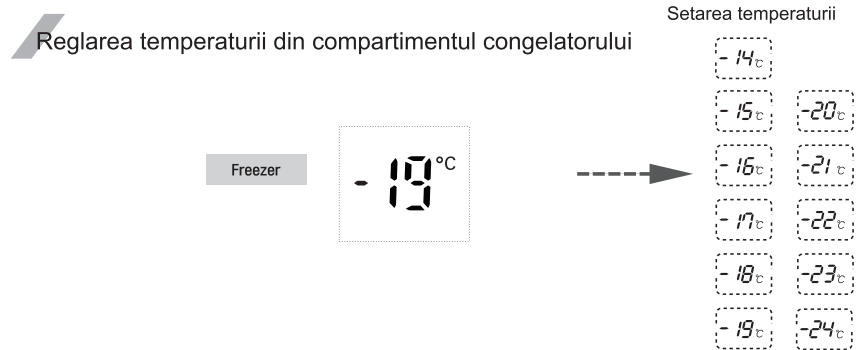 Setarea temperaturii
Reglarea temperaturii din compartimentul congelatorului
Freezer
-19 °C
-14 ℃
-15 ℃ -20 ℃
-16 ℃ -21 ℃
-17 ℃ -22 ℃
-18 ℃ -23 ℃
-19 ℃ -24 ℃